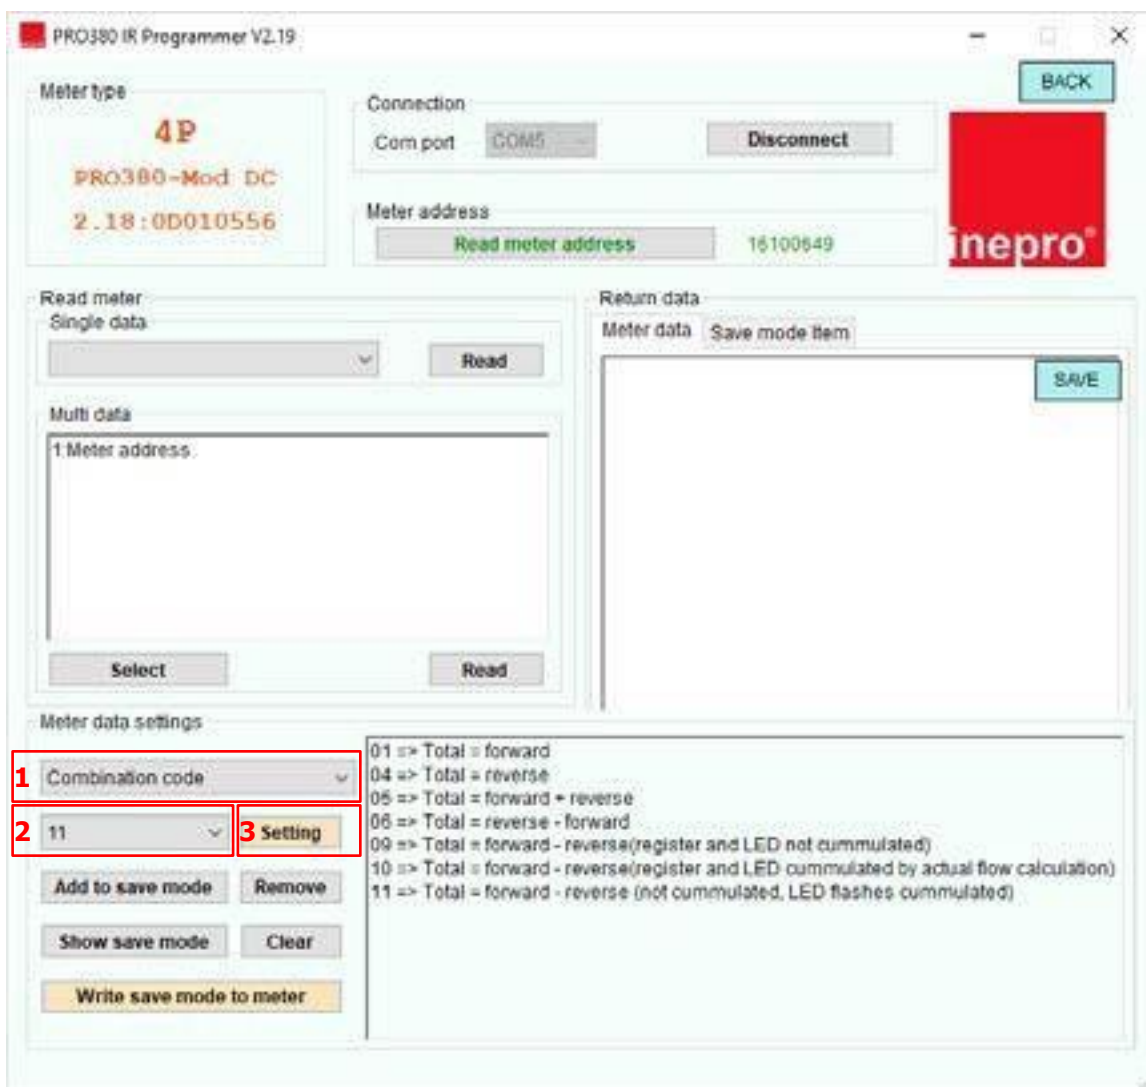 PRO380 IR Programmer V2.19
BACK
Meter type
4P
PRO380-Mod DC
2.18:0D010556
Connection
Com port COM5 Disconnect
Meter address
Read meter address 16100649
inepro®
Read meter
Single data
Read
Multi data
1:Meter address
Select Read
Return data
Meter data Save mode item
SAVE
Meter data settings
1 Combination code
2 11 3 Setting
Add to save mode Remove
Show save mode Clear
Write save mode to meter
01 => Total = forward
04 => Total = reverse
05 => Total = forward + reverse
06 => Total = reverse - forward
09 => Total = forward - reverse(register and LED not cummulated)
10 => Total = forward - reverse(register and LED cummulated by actual flow calculation)
11 => Total = forward - reverse (not cummulated, LED flashes cummulated)